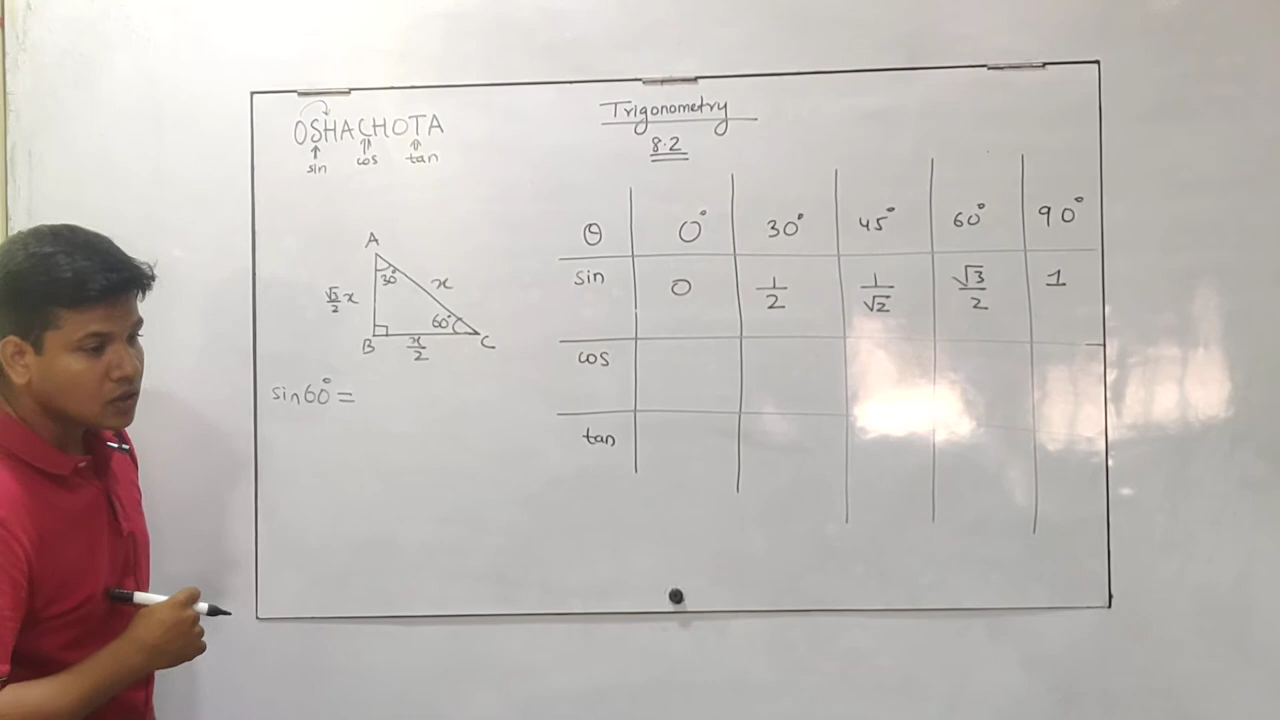 OSHACHOTA
sin cos tan
Trigonometry
8.2
A
30°
√3/2 x
x
60°
B
x/2
C
sin60° =
θ 0° 30° 45° 60° 90°
sin 0 1/2 1/√2 √3/2 1
cos
tan